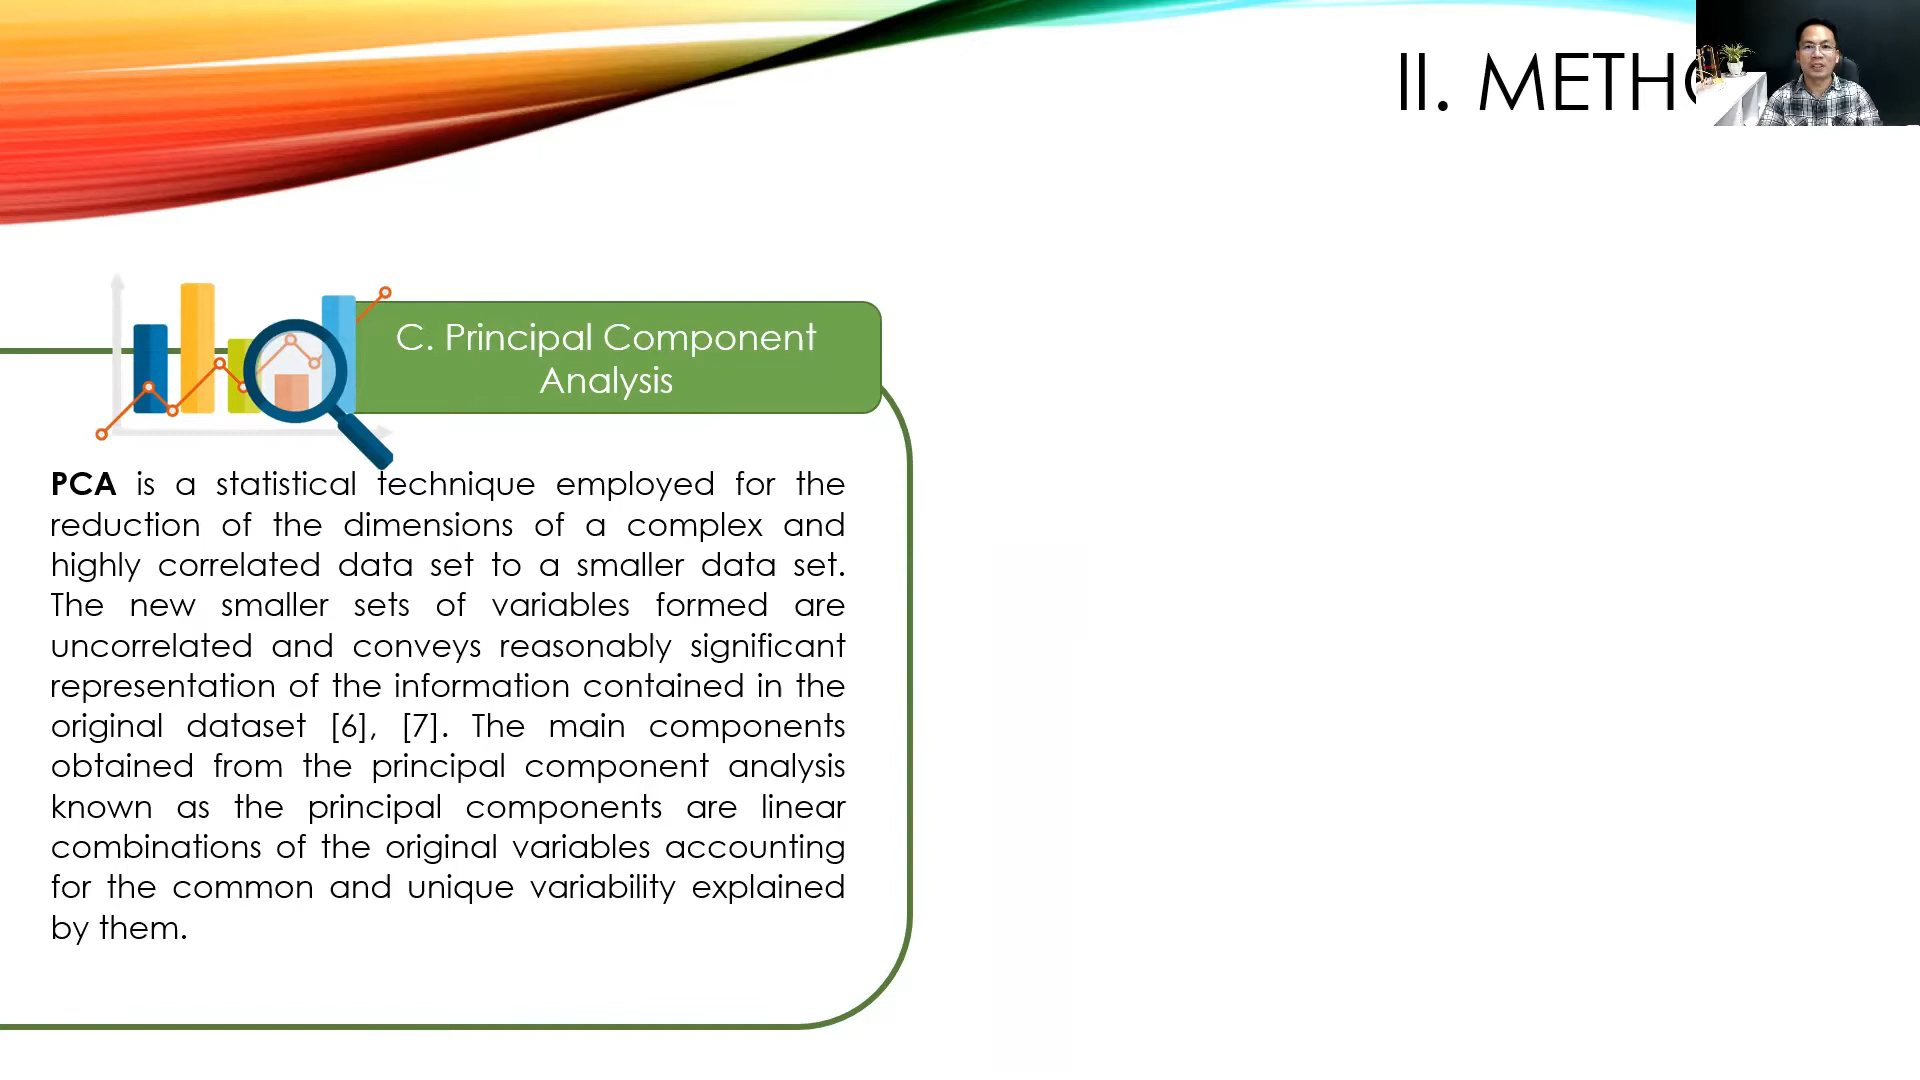 II. METH
C. Principal Component
Analysis
PCA is a statistical technique employed for the
reduction of the dimensions of a complex and
highly correlated data set to a smaller data set.
The new smaller sets of variables formed are
uncorrelated and conveys reasonably significant
representation of the information contained in the
original dataset [6], [7]. The main components
obtained from the principal component analysis
known as the principal components are linear
combinations of the original variables accounting
for the common and unique variability explained
by them.